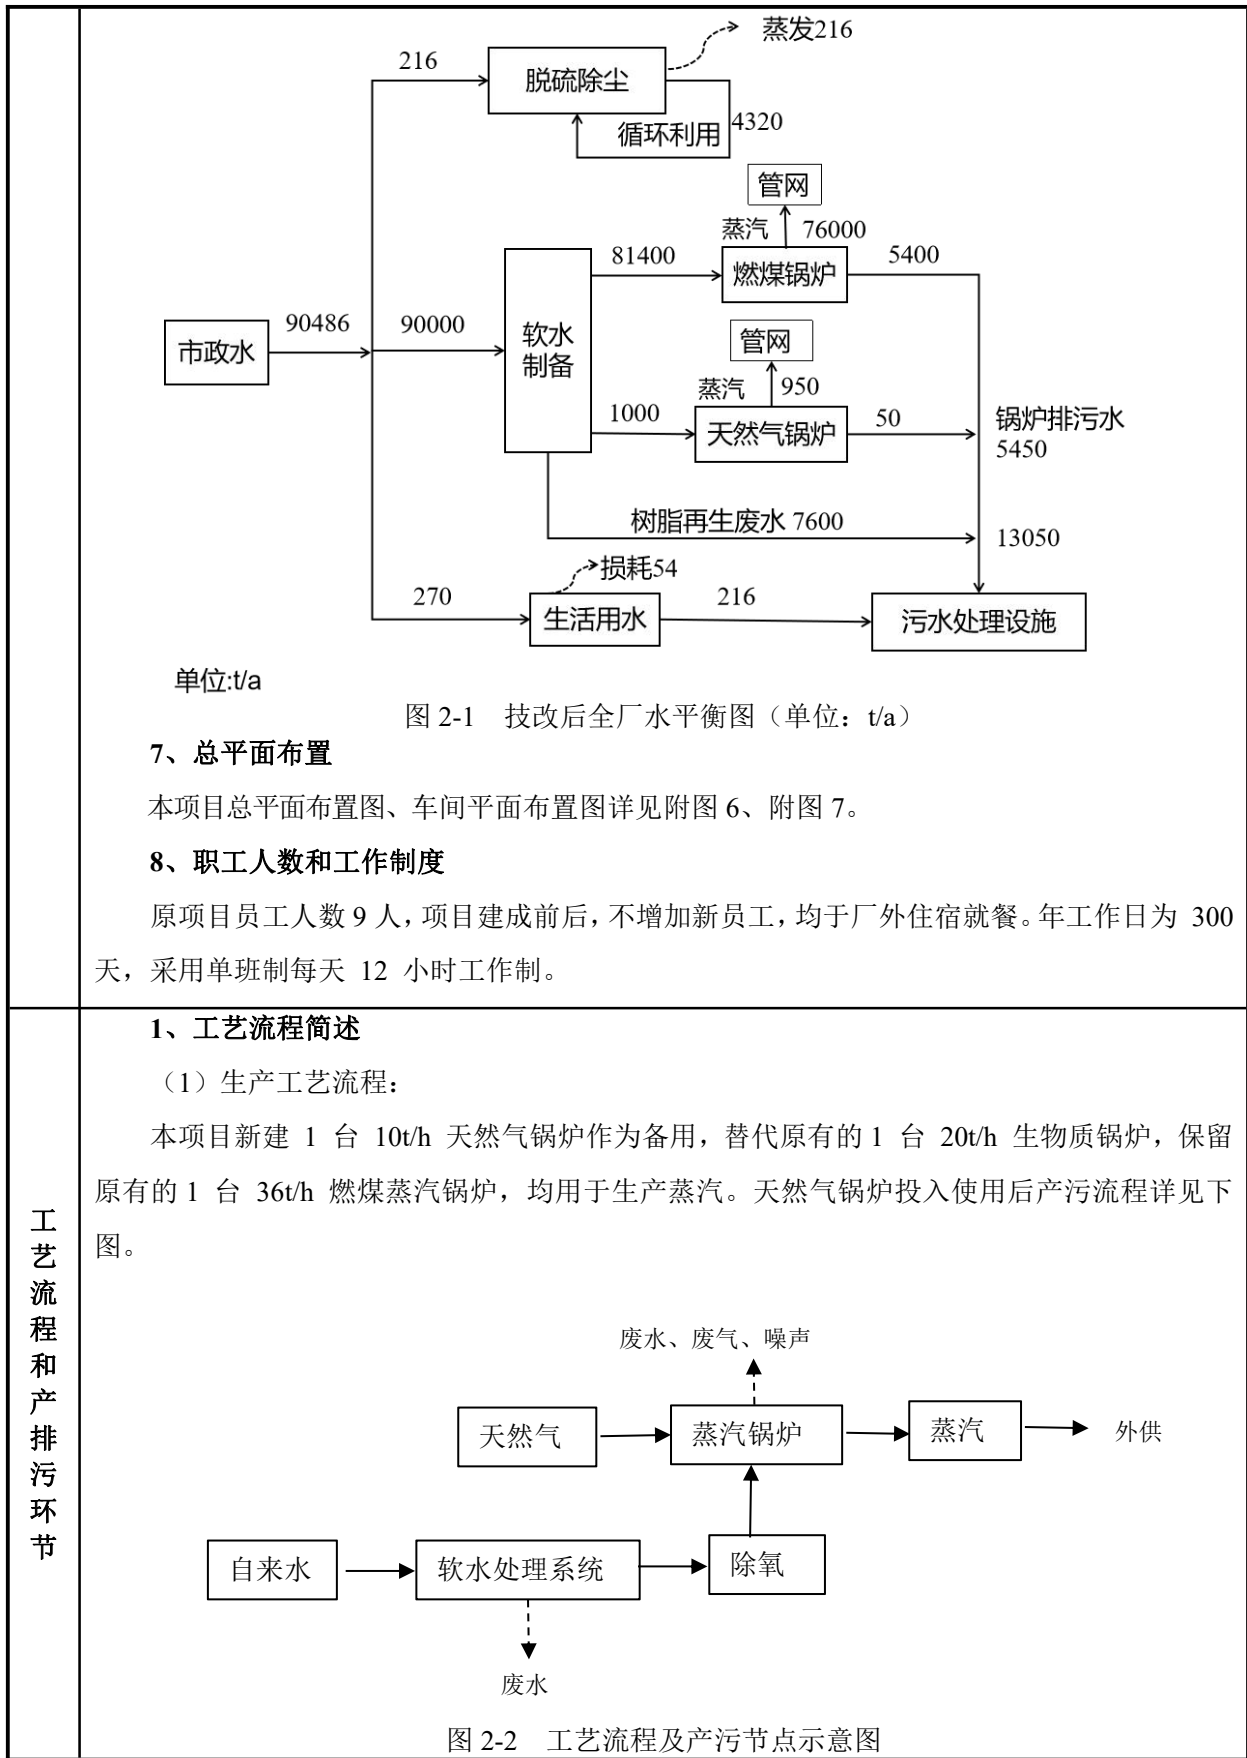 蒸发216
216
脱硫除尘
4320
循环利用
管网
蒸汽 76000
81400
燃煤锅炉
5400
90486
90000
市政水
软水
制备
管网
蒸汽 950
1000
天然气锅炉
50
锅炉排污水
5450
树脂再生废水 7600
13050
损耗54
270
生活用水
216
污水处理设施
单位:t/a
图 2-1 技改后全厂水平衡图（单位：t/a）
7、总平面布置
本项目总平面布置图、车间平面布置图详见附图 6、附图 7。
8、职工人数和工作制度
原项目员工人数 9 人，项目建成前后，不增加新员工，均于厂外住宿就餐。年工作日为 300
天，采用单班制每天 12 小时工作制。
工艺流程和产排污环节
1、工艺流程简述
（1）生产工艺流程：
本项目新建 1 台 10t/h 天然气锅炉作为备用，替代原有的 1 台 20t/h 生物质锅炉，保留
原有的 1 台 36t/h 燃煤蒸汽锅炉，均用于生产蒸汽。天然气锅炉投入使用后产污流程详见下
图。
废水、废气、噪声
天然气
蒸汽锅炉
蒸汽
外供
自来水
软水处理系统
除氧
废水
图 2-2 工艺流程及产污节点示意图